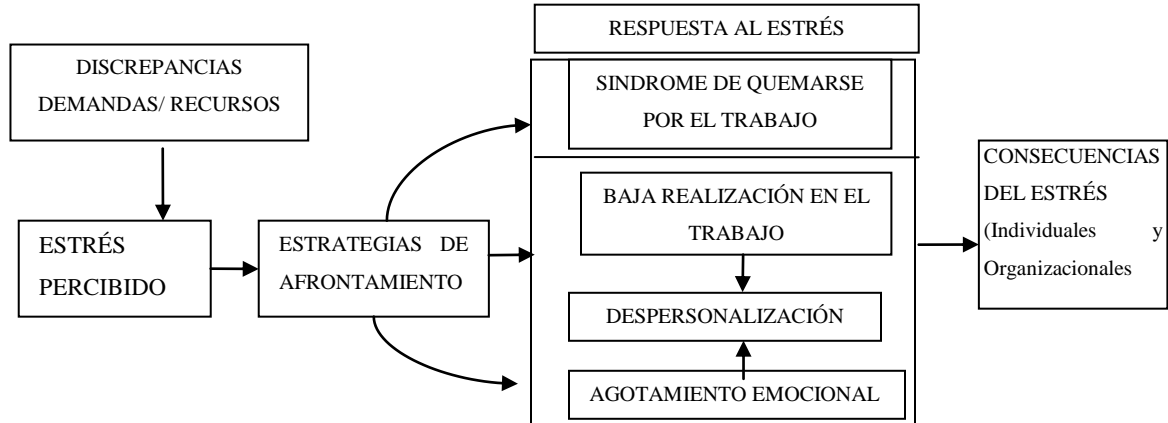 DISCREPANCIAS
DEMANDAS/ RECURSOS
ESTRÉS
PERCIBIDO
ESTRATEGIAS DE
AFRONTAMIENTO
RESPUESTA AL ESTRÉS
SINDROME DE QUEMARSE
POR EL TRABAJO
BAJA REALIZACIÓN EN EL
TRABAJO
DESPERSONALIZACIÓN
AGOTAMIENTO EMOCIONAL
CONSECUENCIAS
DEL ESTRÉS
(Individuales y
Organizacionales